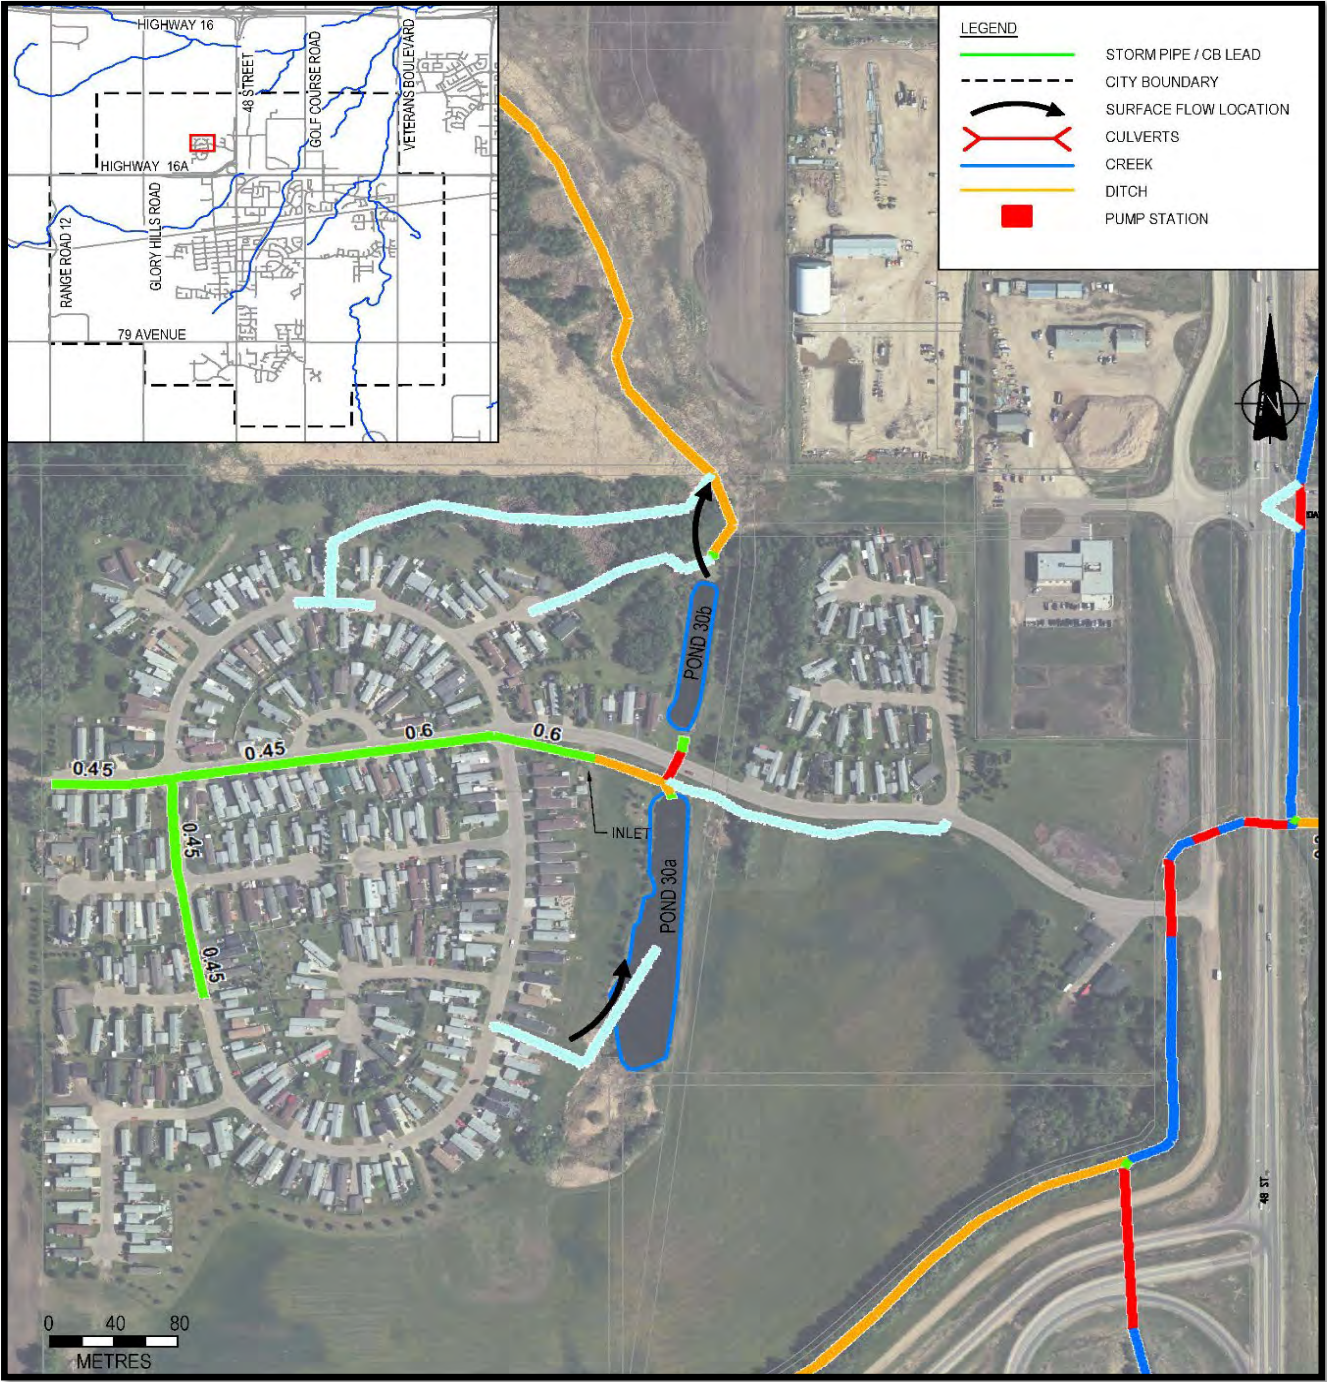 HIGHWAY 16
48 STREET
GOLF COURSE ROAD
VETERANS BOULEVARD
HIGHWAY 16A
RANGE ROAD 12
GLORY HILLS ROAD
79 AVENUE
LEGEND
STORM PIPE / CB LEAD
CITY BOUNDARY
SURFACE FLOW LOCATION
CULVERTS
CREEK
DITCH
PUMP STATION
N
POND 30b
0.45
0.45
0.6
0.6
INLET
0.45
POND 30a
0.45
48 ST
0 40 80
METRES